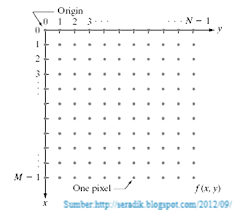 Origin
0 1 2 3 · · · · · · N − 1
0 y
1
2
3
M − 1
x
One pixel
f(x, y)
Sumber:http://seradik.blogspot.com/2012/09/